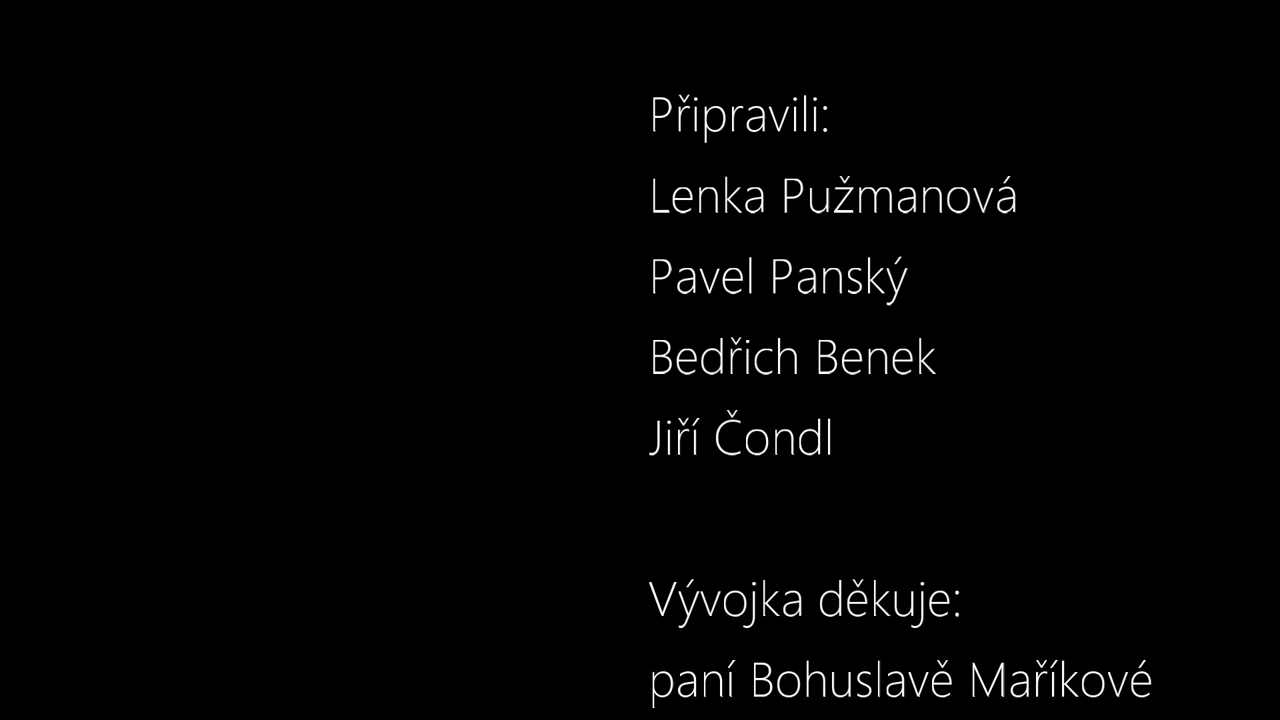 Připravili:
Lenka Pužmanová
Pavel Panský
Bedřich Benek
Jiří Čondl
Vývojka děkuje:
paní Bohuslavě Maříkové